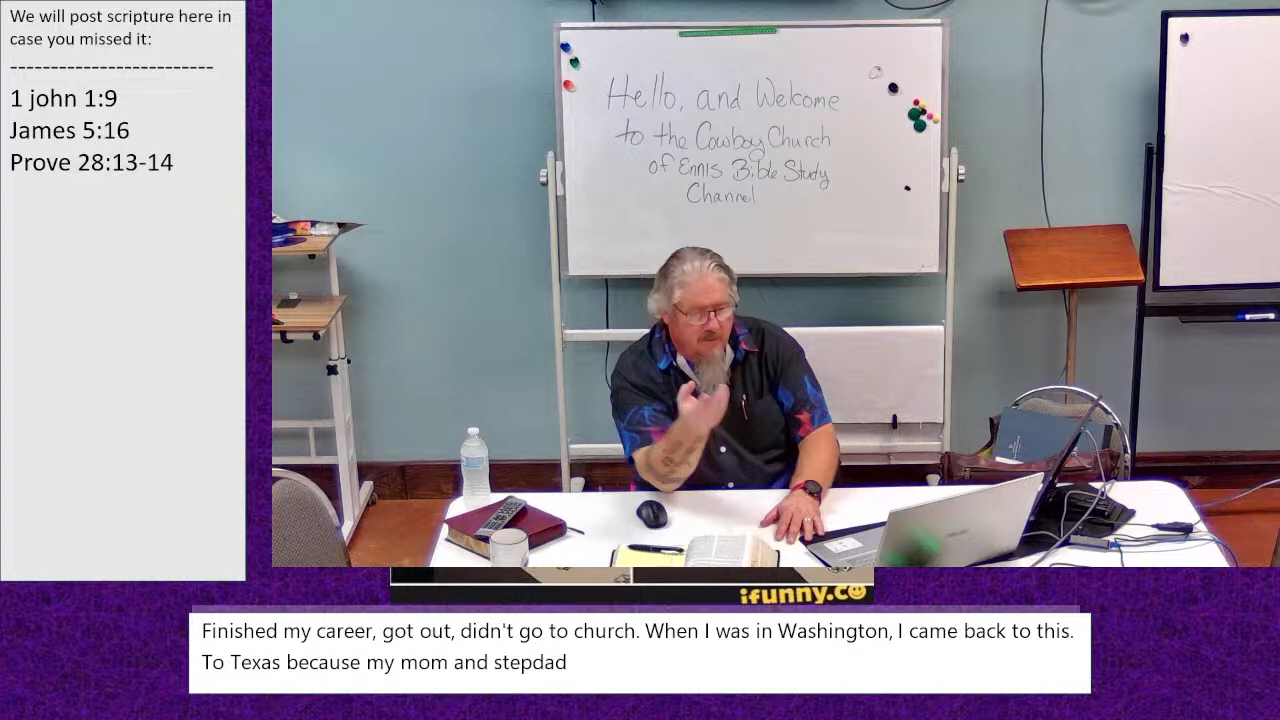 We will post scripture here in
case you missed it:
-------------------------
1 john 1:9
James 5:16
Prove 28:13-14
Hello, and Welcome
to the Cowboy Church
of Ennis Bible Study
Channel
ifunny.co
Finished my career, got out, didn't go to church. When I was in Washington, I came back to this.
To Texas because my mom and stepdad